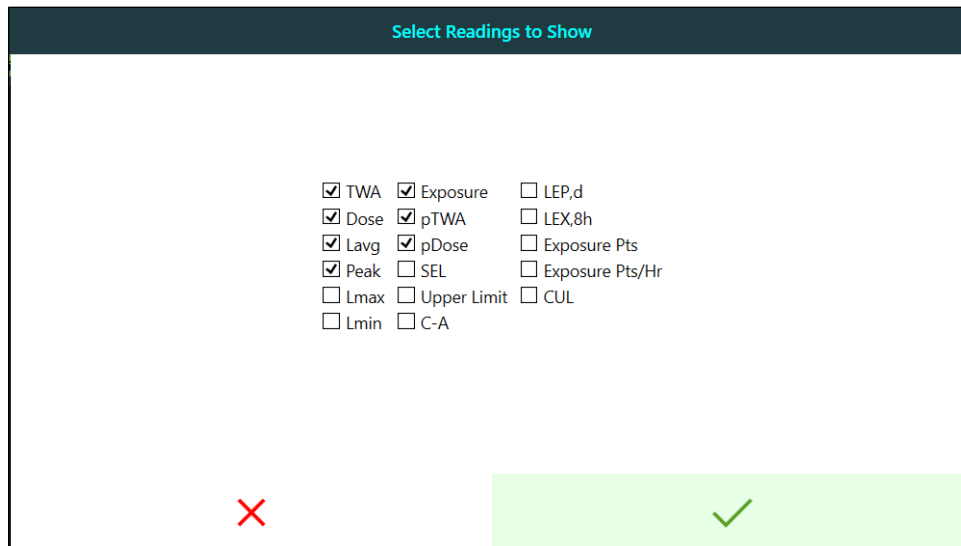 Select Readings to Show
TWA Exposure LEP,d
Dose pTWA LEX,8h
Lavg pDose Exposure Pts
Peak SEL Exposure Pts/Hr
Lmax Upper Limit CUL
Lmin C-A